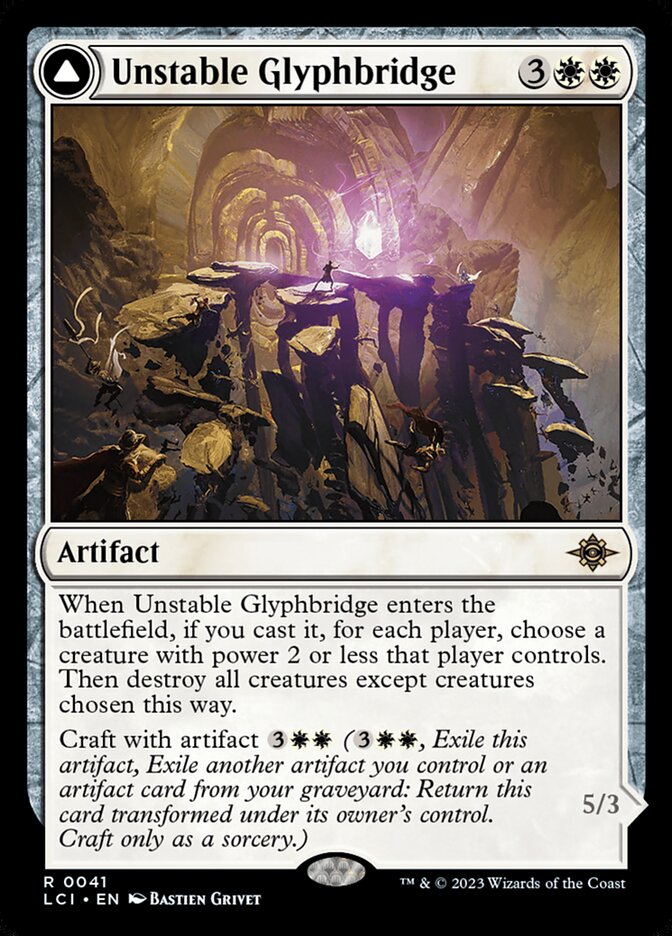 Unstable Glyphbridge 3
Artifact
When Unstable Glyphbridge enters the
battlefield, if you cast it, for each player, choose a
creature with power 2 or less that player controls.
Then destroy all creatures except creatures
chosen this way.
Craft with artifact 3 (3, Exile this
artifact, Exile another artifact you control or an
artifact card from your graveyard: Return this
card transformed under its owner's control.
Craft only as a sorcery.)
5/3
R 0041
LCI • EN Bastien Grivet
™ & © 2023 Wizards of the Coast